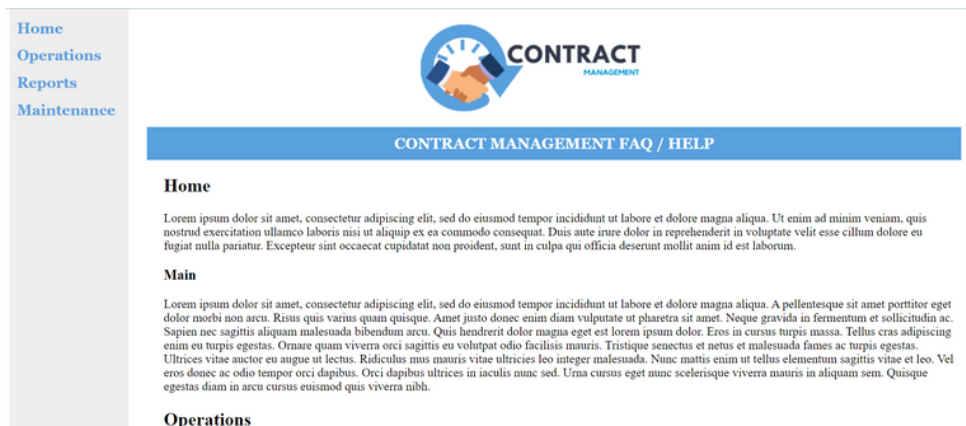 Home
Operations
Reports
Maintenance
CONTRACT
MANAGEMENT
CONTRACT MANAGEMENT FAQ / HELP
Home
Lorem ipsum dolor sit amet, consectetur adipiscing elit, sed do eiusmod tempor incididunt ut labore et dolore magna aliqua. Ut enim ad minim veniam, quis
nostrud exercitation ullamco laboris nisi ut aliquip ex ea commodo consequat. Duis aute irure dolor in reprehenderit in voluptate velit esse cillum dolore eu
fugiat nulla pariatur. Excepteur sint occaecat cupidatat non proident, sunt in culpa qui officia deserunt mollit anim id est laborum.
Main
Lorem ipsum dolor sit amet, consectetur adipiscing elit, sed do eiusmod tempor incididunt ut labore et dolore magna aliqua. A pellentesque sit amet porttitor eget
dolor morbi non arcu. Risus quis varius quam quisque. Amet justo donec enim diam vulputate ut pharetra sit amet. Neque gravida in fermentum et sollicitudin ac.
Sapien nec sagittis aliquam malesuada bibendum arcu. Quis hendrerit dolor magna eget est lorem ipsum dolor. Eros in cursus turpis massa. Tellus cras adipiscing
enim eu turpis egestas. Ornare quam viverra orci sagittis eu volutpat odio facilisis mauris. Tristique senectus et netus et malesuada fames ac turpis egestas.
Ultrices vitae auctor eu augue ut lectus. Ridiculus mus mauris vitae ultricies leo integer malesuada. Nunc mattis enim ut tellus elementum sagittis vitae et leo. Vel
eros donec ac odio tempor orci dapibus. Orci dapibus ultrices in iaculis nunc sed. Urna cursus eget nunc scelerisque viverra mauris in aliquam sem. Quisque
egestas diam in arcu cursus euismod quis viverra nibh.
Operations